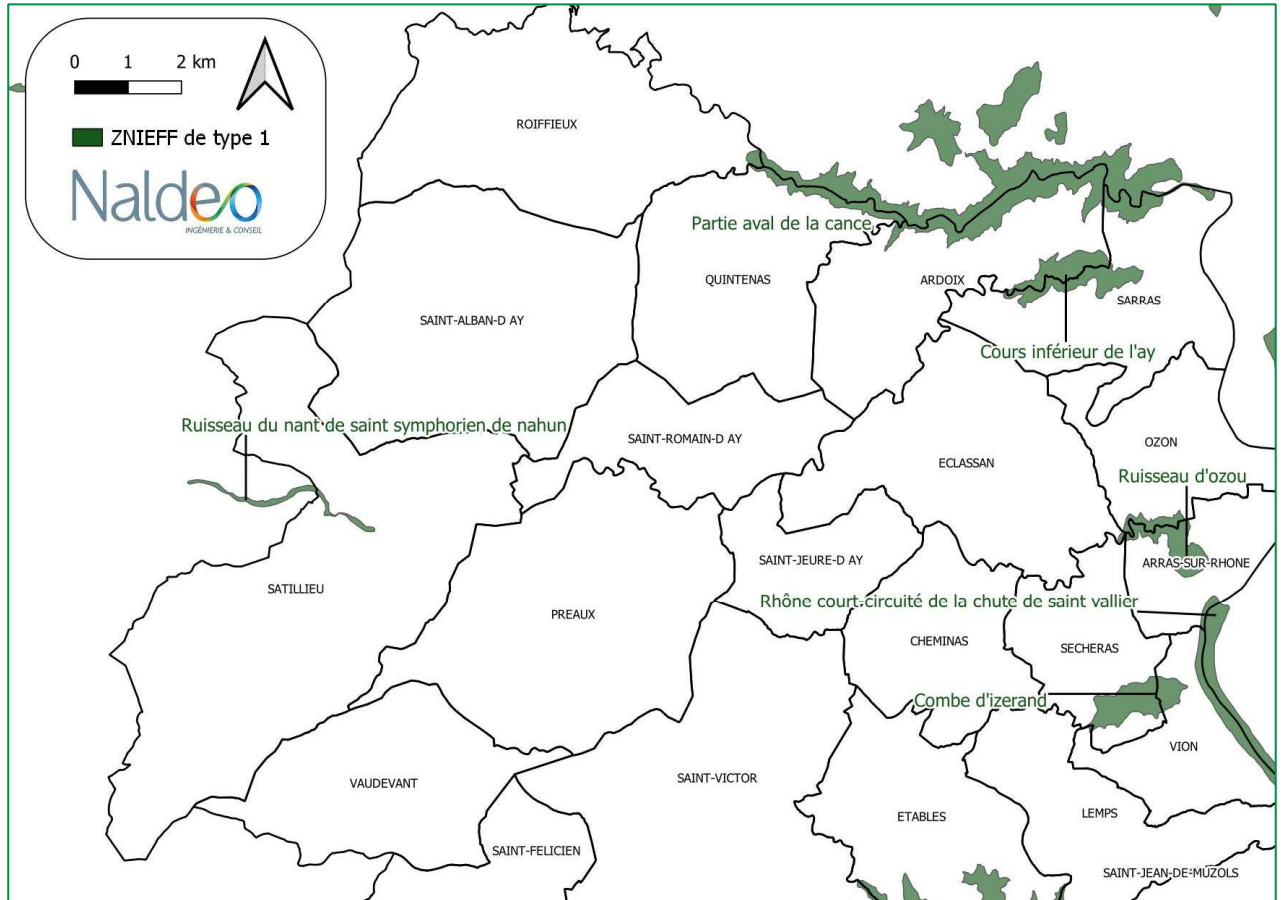 0 1 2 km
ZNIEFF de type 1
Naldeo
INGÉNIERIE & CONSEIL
ROIFFIEUX
Partie aval de la cance
QUINTENAS
ARDOIX
SARRAS
SAINT-ALBAN-D AY
Cours inférieur de l'ay
Ruisseau du nant de saint symphorien de nahun
SAINT-ROMAIN-D AY
OZON
ECLASSAN
Ruisseau d'ozou
SAINT-JEURE-D AY
ARRAS-SUR-RHONE
SATILLIEU
Rhône court-circuité de la chute de saint vallier
PREAUX
CHEMINAS
SECHERAS
Combe d'izerand
VION
VAUDEVANT
SAINT-VICTOR
ETABLES
LEMPS
SAINT-FELICIEN
SAINT-JEAN-DE-MUZOLS